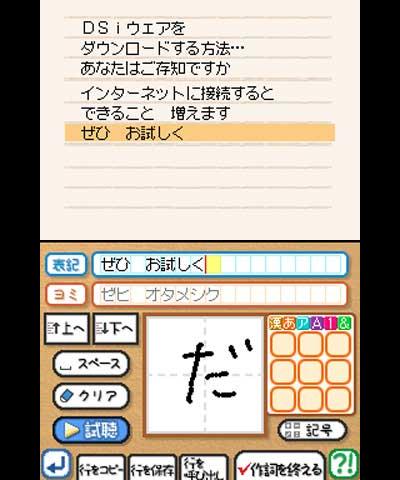 ＤＳｉウエアを
ダウンロードする方法…
あなたはご存知ですか
インターネットに接続すると
できること　増えます
ぜひ　お試しく
表記 ぜひ　お試しく
ヨミ ゼヒ　オタメシク
上へ 下へ
漢あアA1&
スペース
だ
クリア
試聴
記号
行をコピー 行を保存 行を呼び出し ✓作詞を終える ?!